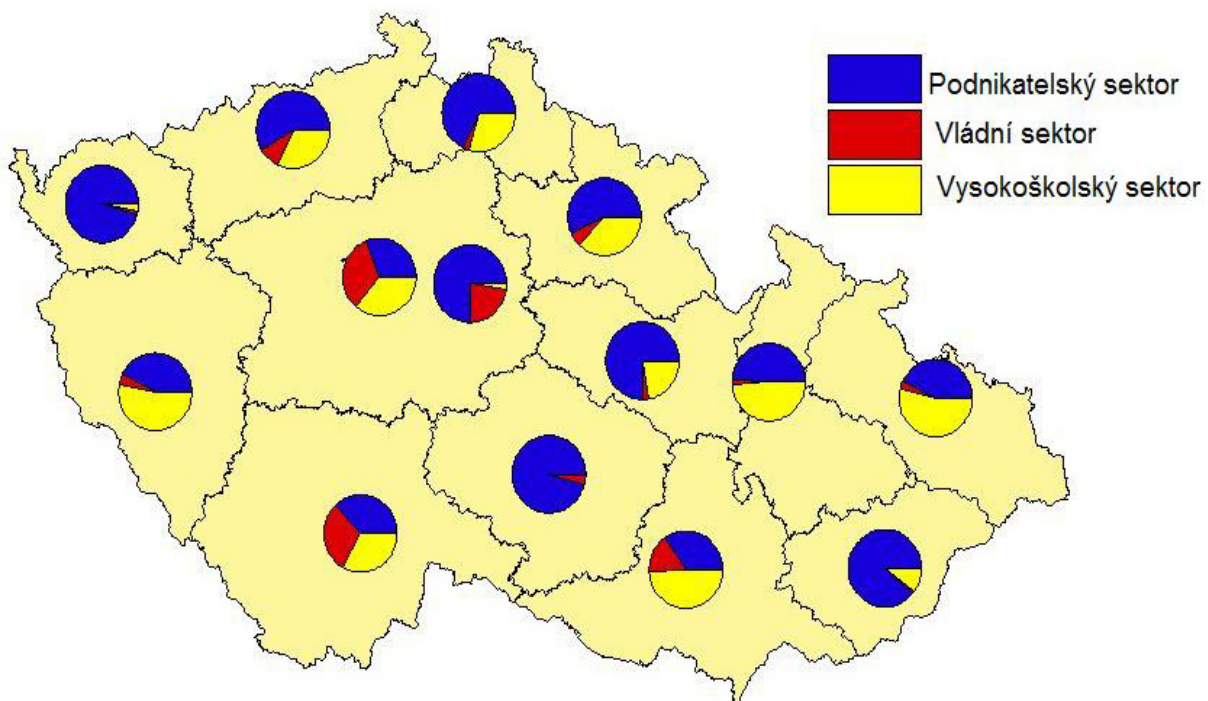 Podnikatelský sektor
Vládní sektor
Vysokoškolský sektor